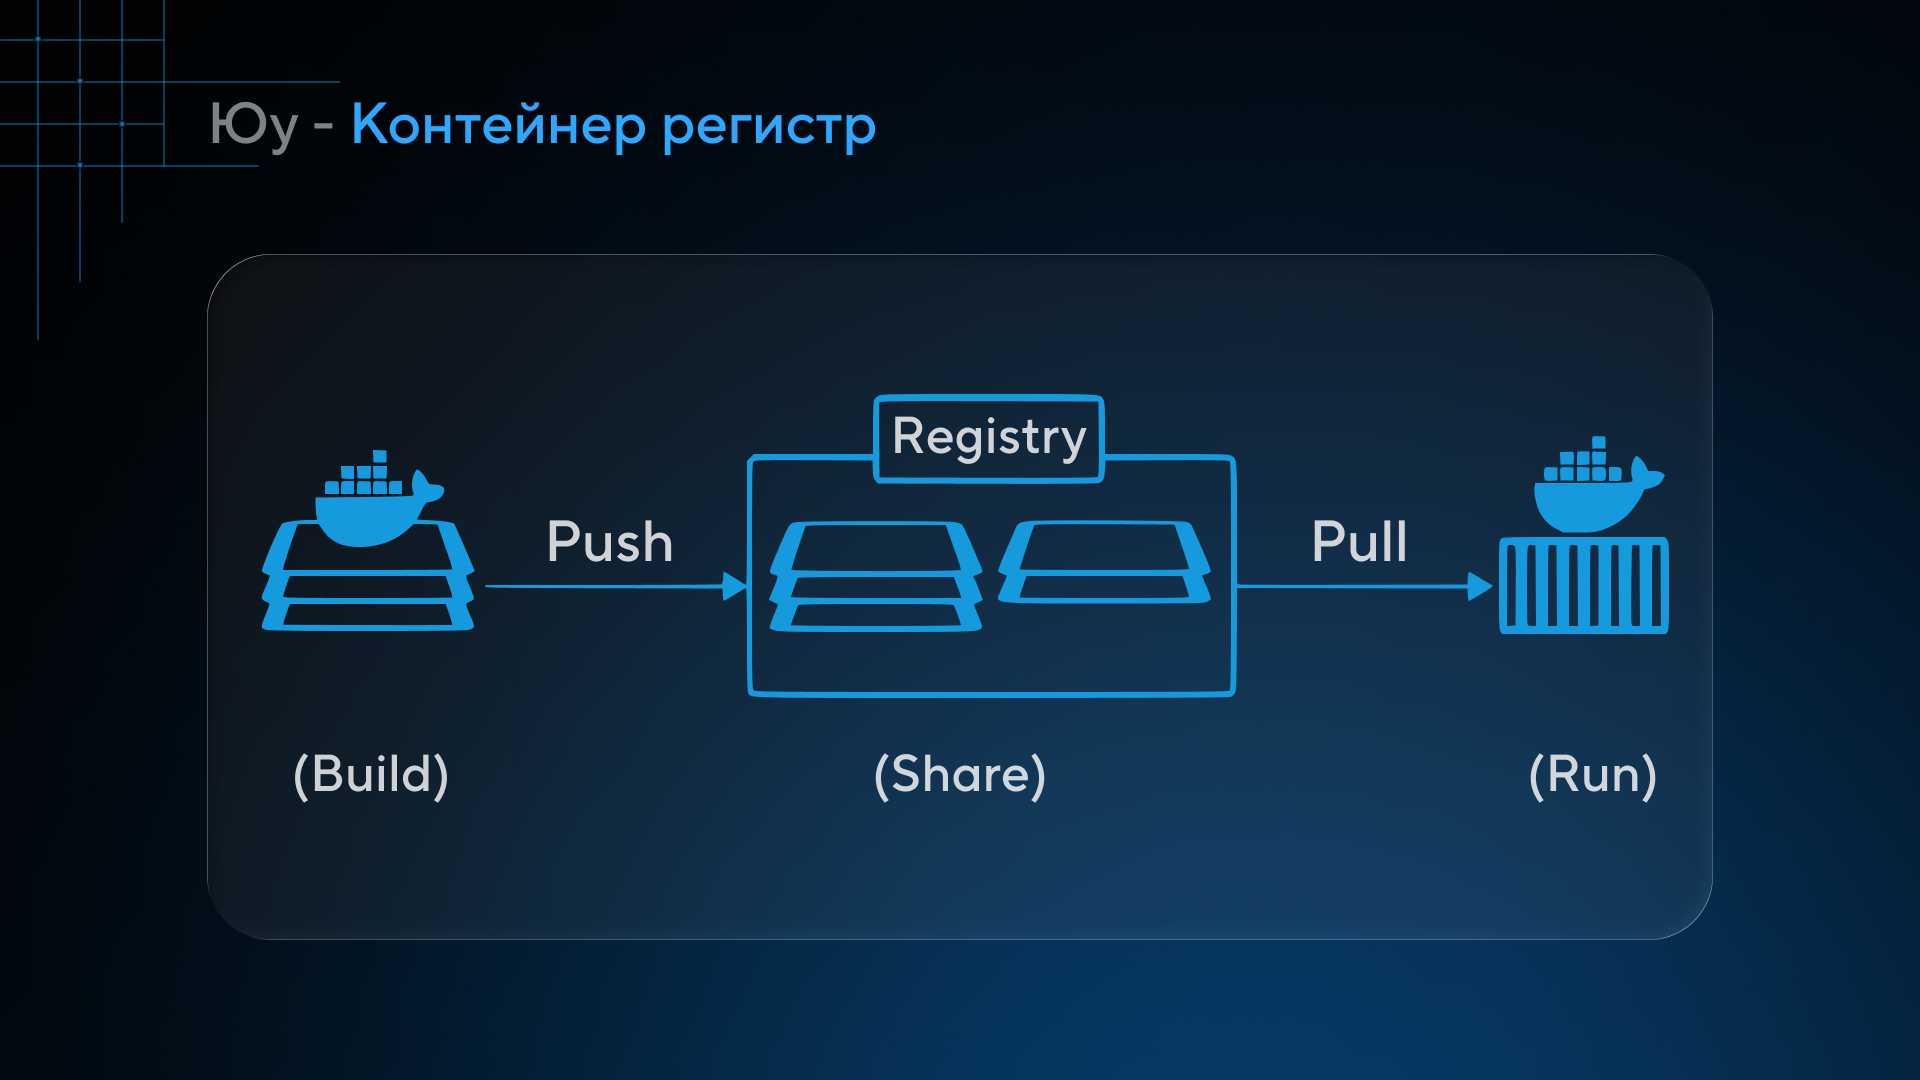 Юу - Контейнер регистр
Registry
Push
Pull
(Build)
(Share)
(Run)